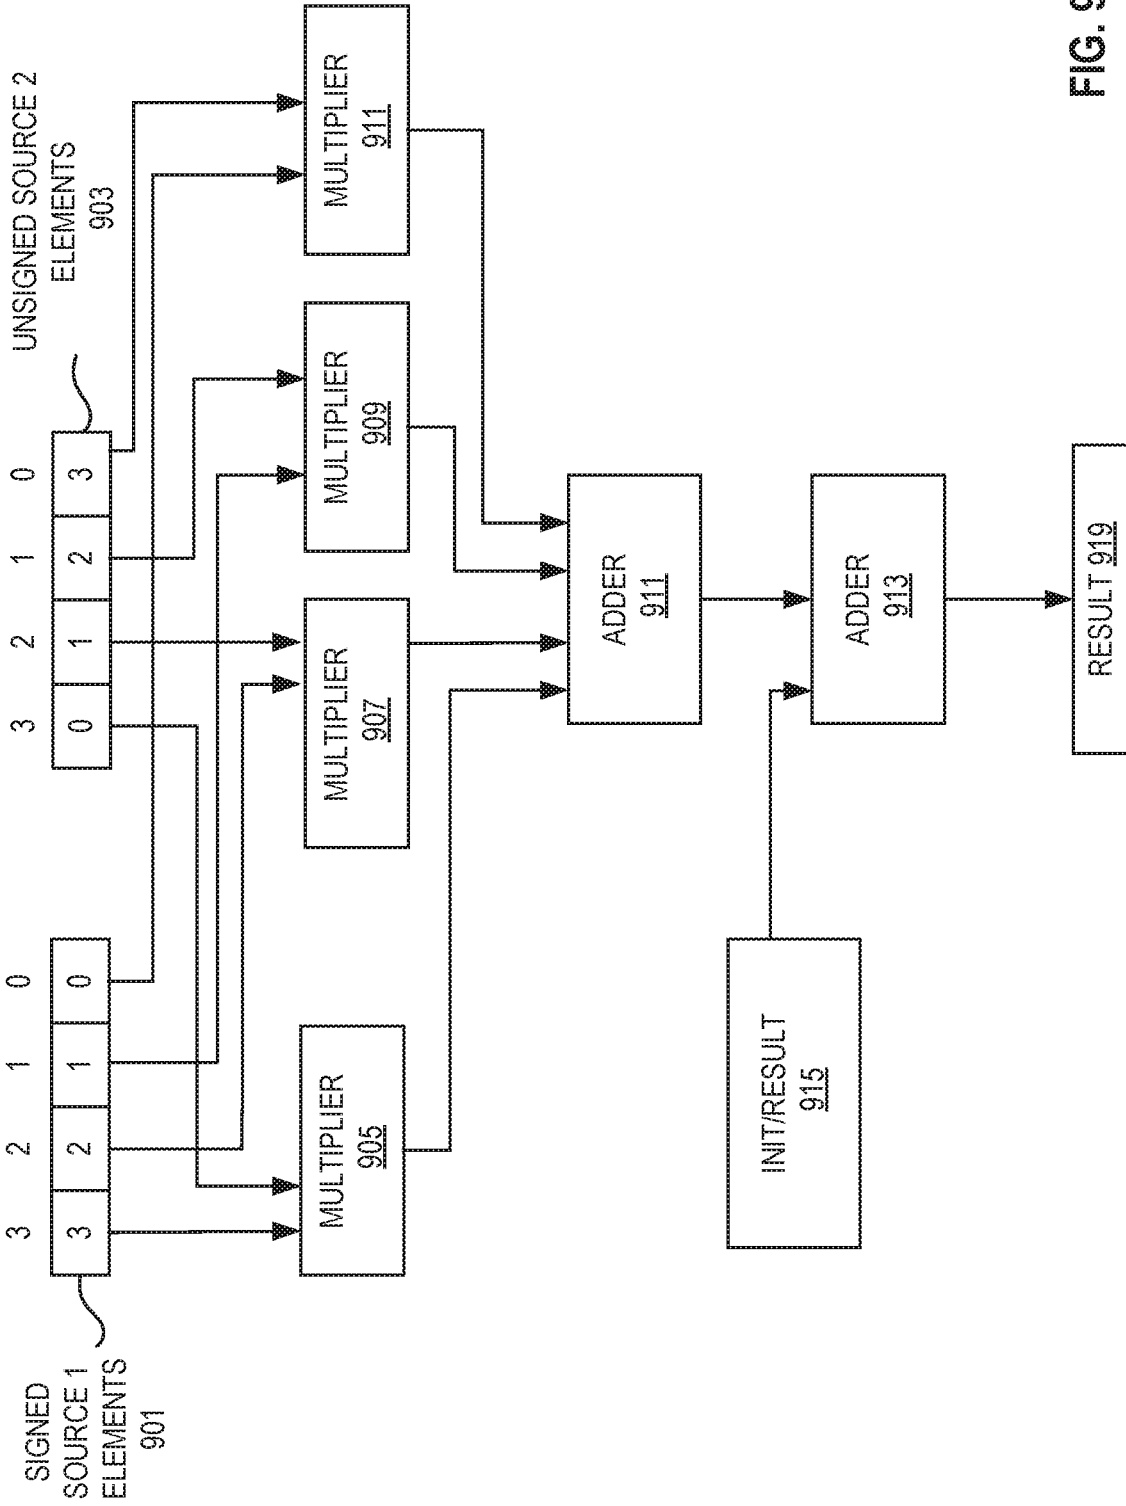 SIGNED
SOURCE 1
ELEMENTS
901
3 2 1 0
3 2 1 0
UNSIGNED SOURCE 2
ELEMENTS
903
3 2 1 0
0 1 2 3
MULTIPLIER
905
MULTIPLIER
907
MULTIPLIER
909
MULTIPLIER
911
ADDER
911
INIT/RESULT
915
ADDER
913
RESULT 919
FIG. 9